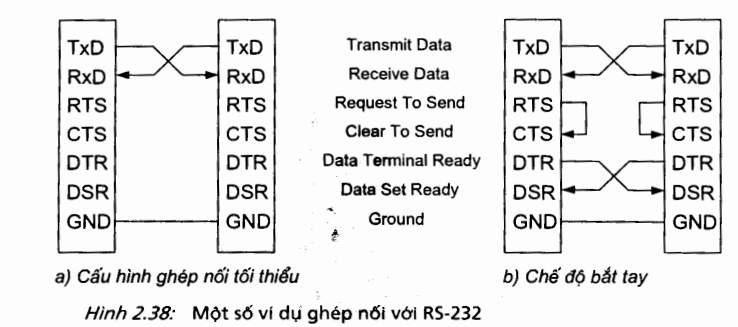 TxD TxD Transmit Data TxD TxD
RxD RxD Receive Data RxD RxD
RTS RTS Request To Send RTS RTS
CTS CTS Clear To Send CTS CTS
DTR DTR Data Terminal Ready DTR DTR
DSR DSR Data Set Ready DSR DSR
GND GND Ground GND GND
a) Cấu hình ghép nối tối thiểu b) Chế độ bắt tay
Hình 2.38: Một số ví dụ ghép nối với RS-232